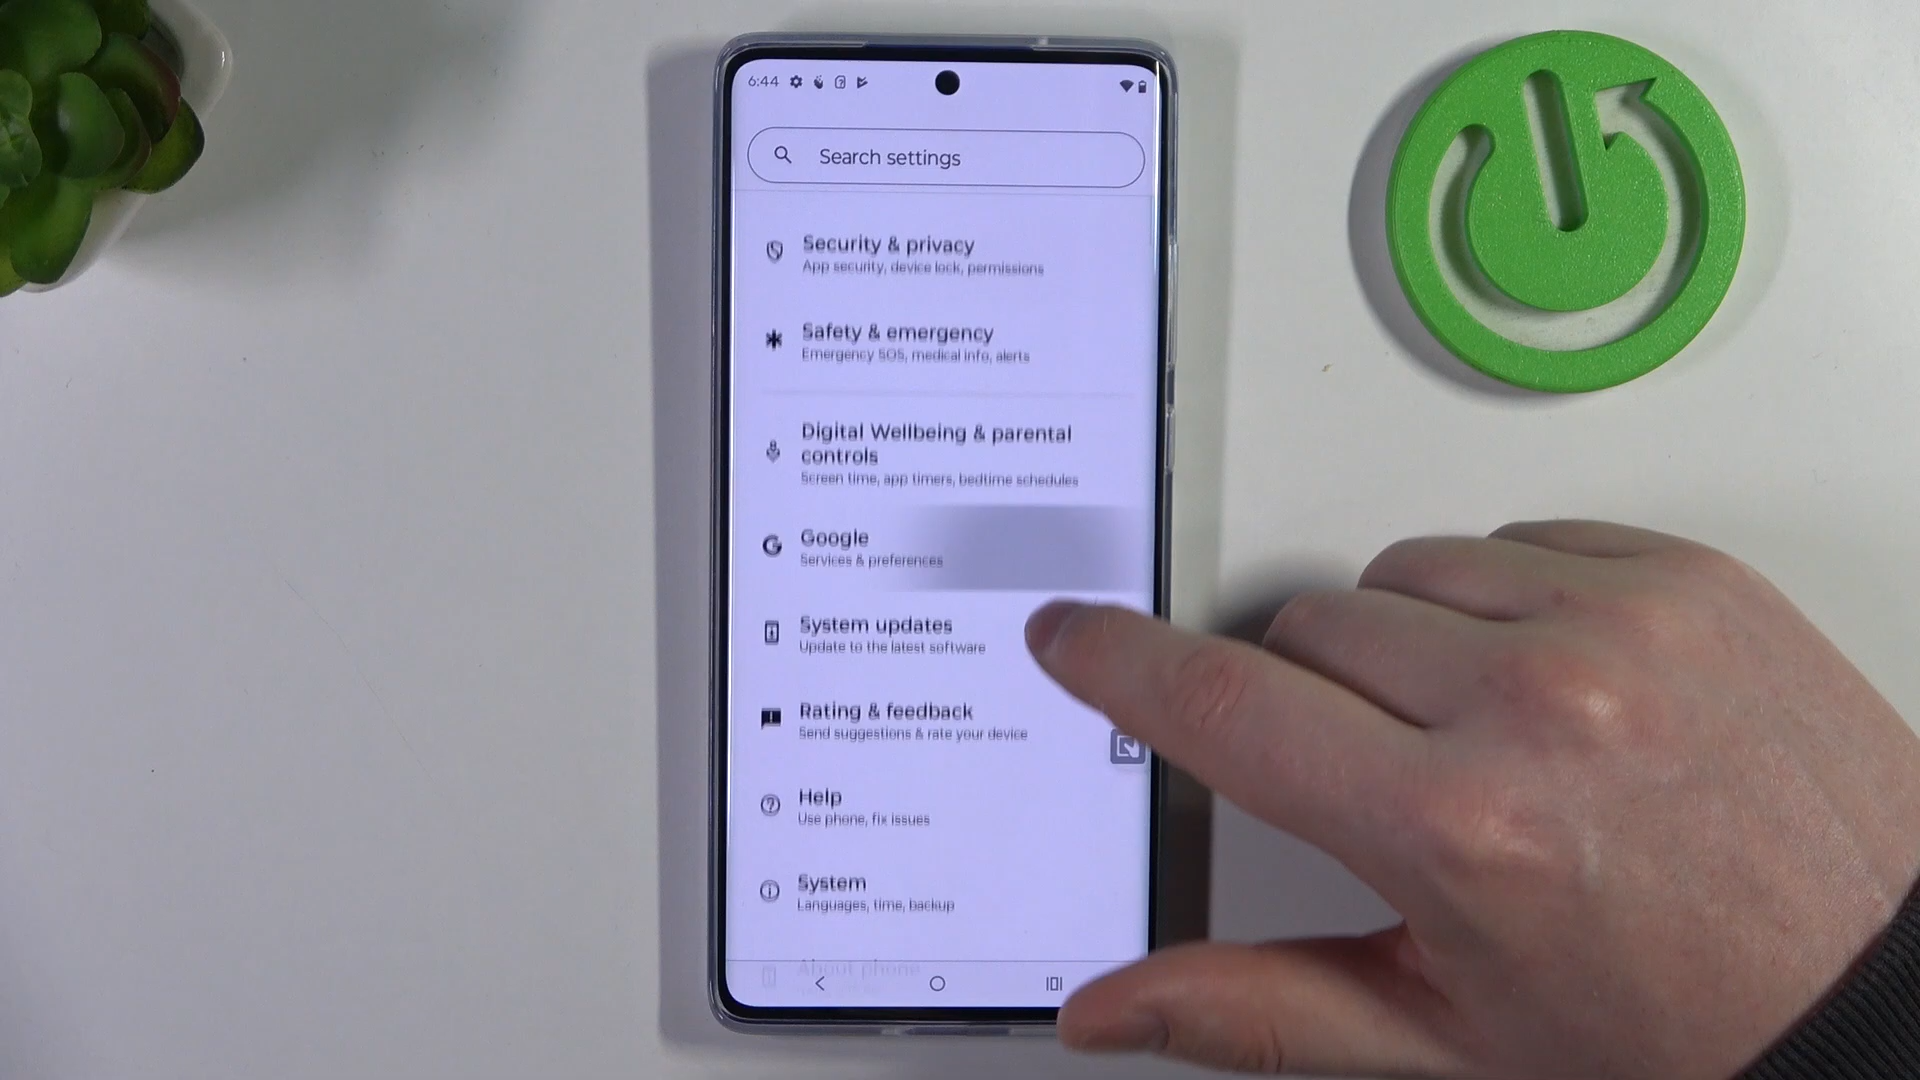 6:44
Search settings
Security & privacy
App security, device lock, permissions
Safety & emergency
Emergency SOS, medical info, alerts
Digital Wellbeing & parental
controls
Screen time, app timers, bedtime schedules
Google
Services & preferences
System updates
Update to the latest software
Rating & feedback
Send suggestions & rate your device
Help
Use phone, fix issues
System
Languages, time, backup
About phone